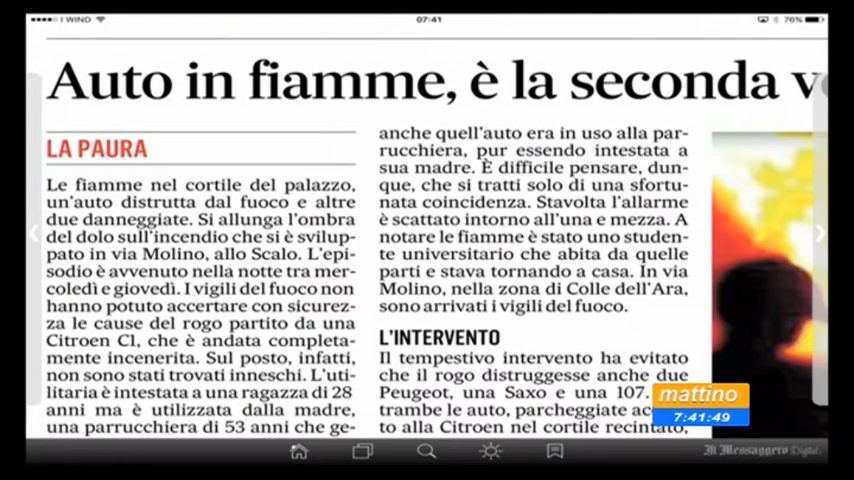 I WIND
07:41
76%
Auto in fiamme, è la seconda
LA PAURA
Le fiamme nel cortile del palazzo,
un'auto distrutta dal fuoco e altre
due danneggiate. Si allunga l'ombra
del dolo sull'incendio che si è svilup-
pato in via Molino, allo Scalo. L'epi-
sodio è avvenuto nella notte tra mer-
coledì e giovedì. I vigili del fuoco non
hanno potuto accertare con sicurez-
za le cause del rogo partito da una
Citroen C1, che è andata completa-
mente incenerita. Sul posto, infatti,
non sono stati trovati inneschi. L'uti-
litaria è intestata a una ragazza di 28
anni ma è utilizzata dalla madre,
una parrucchiera di 53 anni che ge-
anche quell'auto era in uso alla par-
rucchiera, pur essendo intestata a
sua madre. È difficile pensare, dun-
que, che si tratti solo di una sfortu-
nata coincidenza. Stavolta l'allarme
è scattato intorno all'una e mezza. A
notare le fiamme è stato uno studen-
te universitario che abita da quelle
parti e stava tornando a casa. In via
Molino, nella zona di Colle dell'Ara,
sono arrivati i vigili del fuoco.
L'INTERVENTO
Il tempestivo intervento ha evitato
che il rogo distruggesse anche due
Peugeot, una Saxo e una 107.
trambe le auto, parcheggiate
to alla Citroen nel cortile recintato,
mattino
7:41:49
Il Messaggero Digital